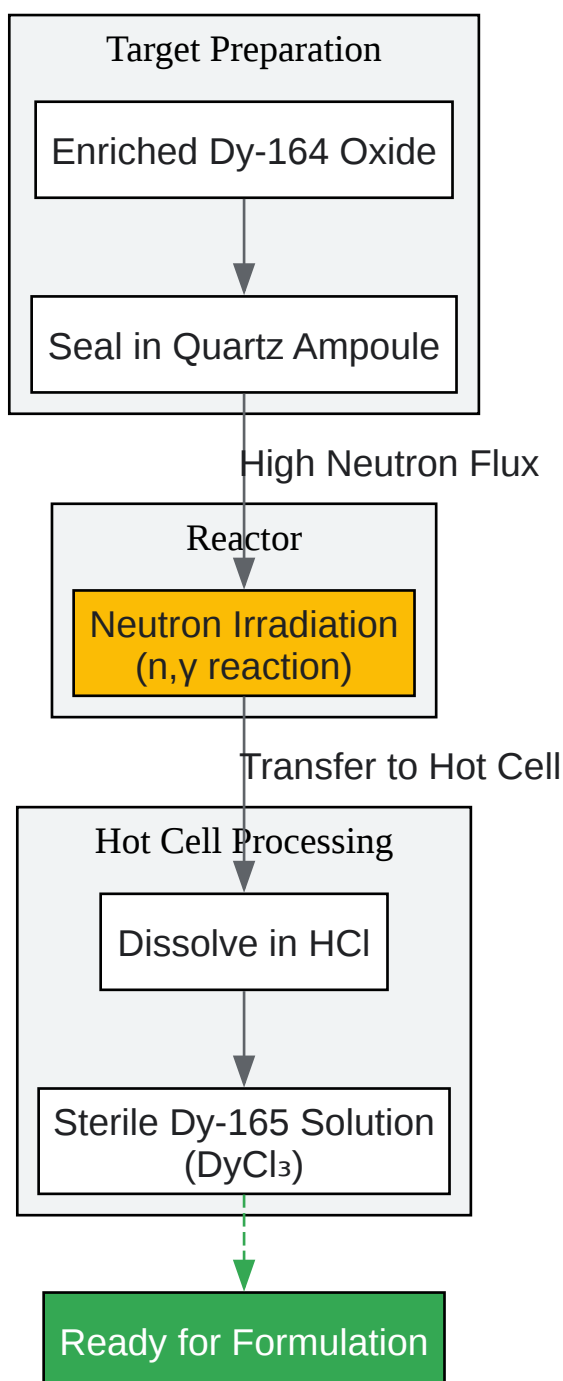 Target Preparation
Enriched Dy-164 Oxide
Seal in Quartz Ampoule
High Neutron Flux
Reactor
Neutron Irradiation
(n,γ reaction)
Transfer to Hot Cell
Hot Cell Processing
Dissolve in HCl
Sterile Dy-165 Solution
(DyCl₃)
Ready for Formulation